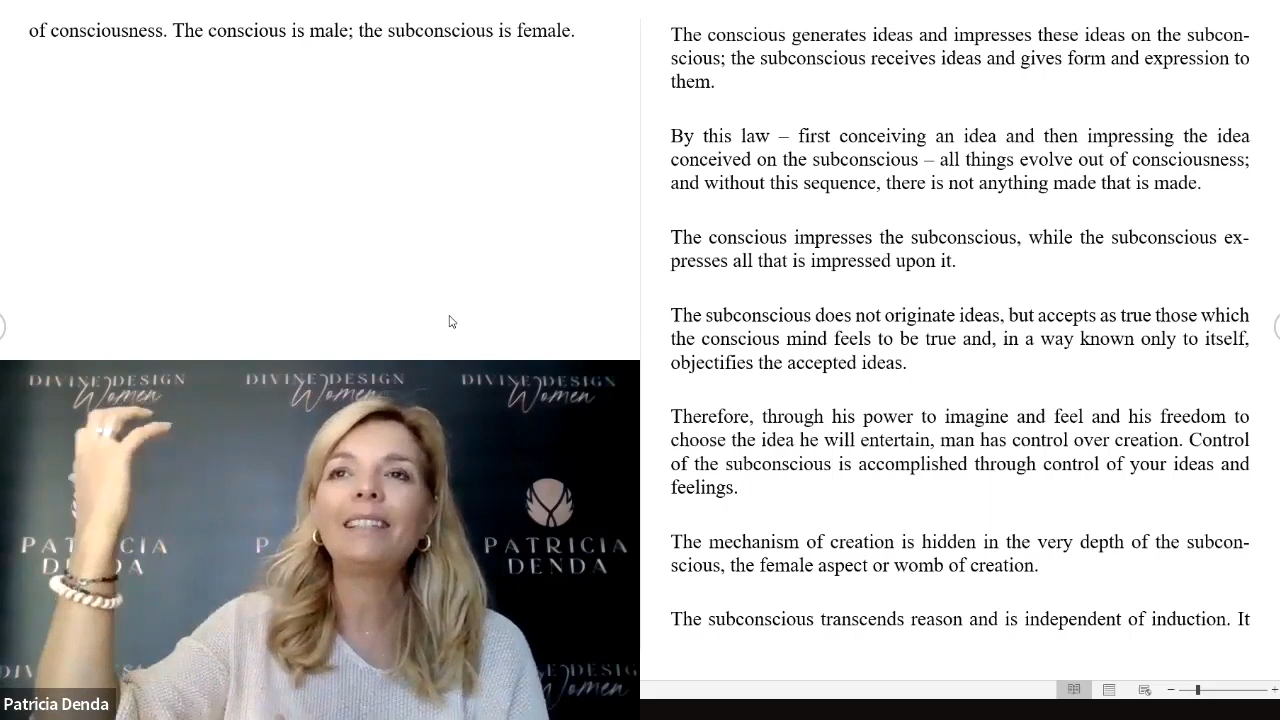 of consciousness. The conscious is male; the subconscious is female.
The conscious generates ideas and impresses these ideas on the subcon-
scious; the subconscious receives ideas and gives form and expression to
them.
By this law – first conceiving an idea and then impressing the idea
conceived on the subconscious – all things evolve out of consciousness;
and without this sequence, there is not anything made that is made.
The conscious impresses the subconscious, while the subconscious ex-
presses all that is impressed upon it.
The subconscious does not originate ideas, but accepts as true those which
the conscious mind feels to be true and, in a way known only to itself,
objectifies the accepted ideas.
Therefore, through his power to imagine and feel and his freedom to
choose the idea he will entertain, man has control over creation. Control
of the subconscious is accomplished through control of your ideas and
feelings.
The mechanism of creation is hidden in the very depth of the subcon-
scious, the female aspect or womb of creation.
The subconscious transcends reason and is independent of induction. It
DIVINE DESIGN DIVINE DESIGN DIVINE DESIGN
Women Women Women
PATRICIA P PATRICIA
DENDA DENDA
DI E DESIG
Women
Patricia Denda